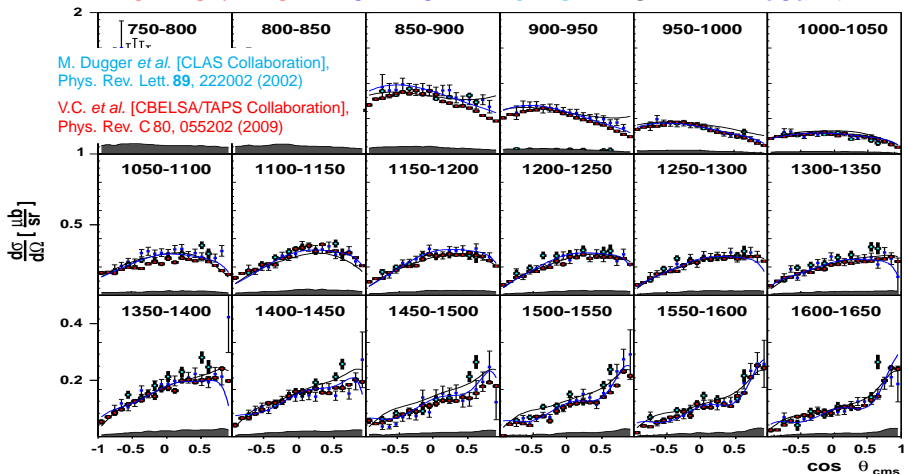 2
750-800 800-850 850-900 900-950 950-1000 1000-1050
M. Dugger et al. [CLAS Collaboration],
Phys. Rev. Lett. 89, 222002 (2002)
V.C. et al. [CBELSA/TAPS Collaboration],
Phys. Rev. C 80, 055202 (2009)
1
1050-1100 1100-1150 1150-1200 1200-1250 1250-1300 1300-1350
0.5
dσ/dΩ [μb/sr]
1350-1400 1400-1450 1450-1500 1500-1550 1550-1600 1600-1650
0.4
0.2
-1 -0.5 0 0.5 -0.5 0 0.5 -0.5 0 0.5 -0.5 0 0.5 -0.5 0 0.5 -0.5 0 0.5 1
cos θcms